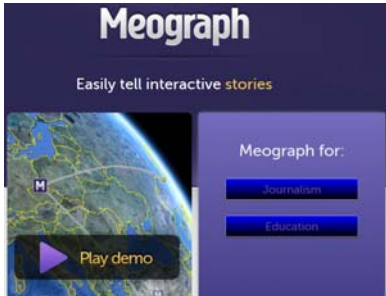 Meograph
Easily tell interactive stories
M
Play demo
Meograph for:
Journalism
Education